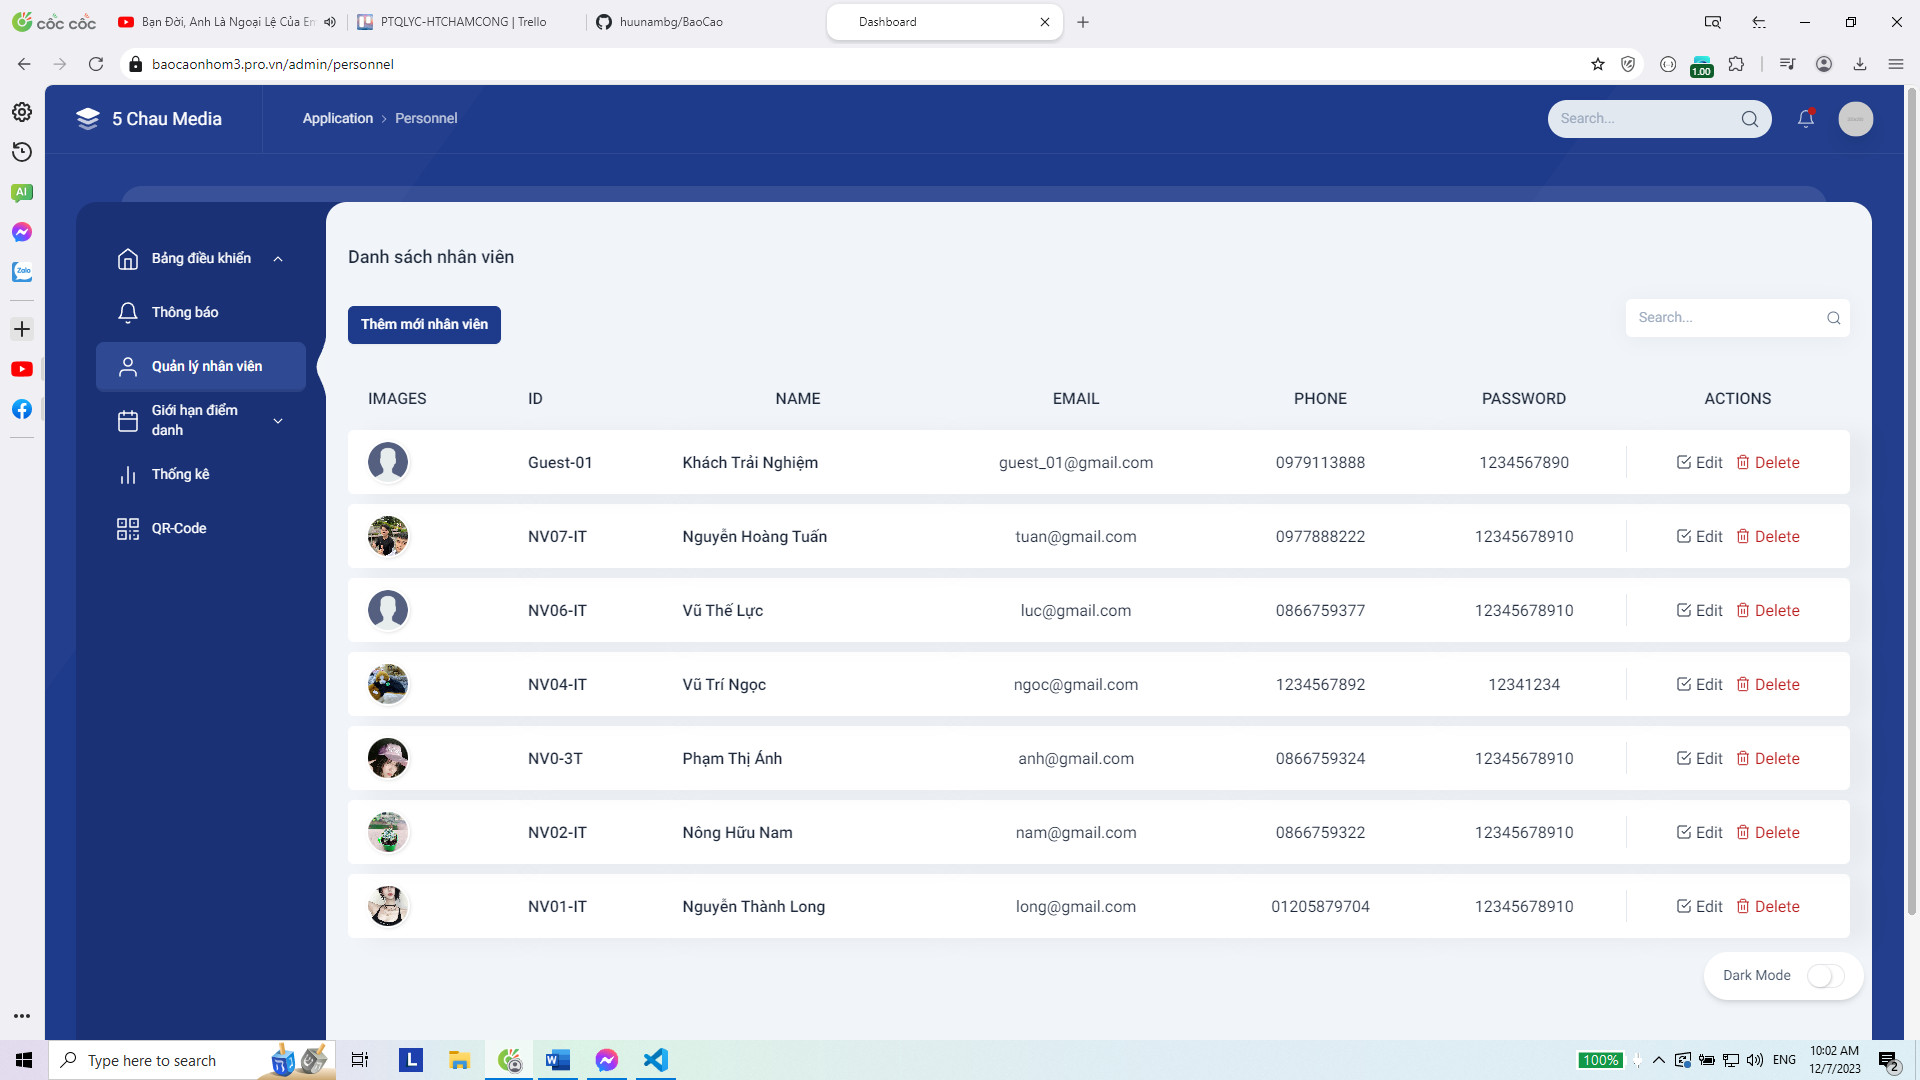 cốc cốc
Bạn Đời, Anh Là Ngoại Lệ Của Em
PTQLYC-HTCHAMCONG | Trello
huunambg/BaoCao
Dashboard
baocaonhom3.pro.vn/admin/personnel
1.00
5 Chau Media
Application > Personnel
Search...
AI
Zalo
Bảng điều khiển
Thông báo
Quản lý nhân viên
Giới hạn điểm
danh
Thống kê
QR-Code
Danh sách nhân viên
Thêm mới nhân viên
Search...
IMAGES ID NAME EMAIL PHONE PASSWORD ACTIONS
Guest-01 Khách Trải Nghiệm guest_01@gmail.com 0979113888 1234567890 Edit Delete
NV07-IT Nguyễn Hoàng Tuấn tuan@gmail.com 0977888222 12345678910 Edit Delete
NV06-IT Vũ Thế Lực luc@gmail.com 0866759377 12345678910 Edit Delete
NV04-IT Vũ Trí Ngọc ngoc@gmail.com 1234567892 12341234 Edit Delete
NV0-3T Phạm Thị Ánh anh@gmail.com 0866759324 12345678910 Edit Delete
NV02-IT Nông Hữu Nam nam@gmail.com 0866759322 12345678910 Edit Delete
NV01-IT Nguyễn Thành Long long@gmail.com 01205879704 12345678910 Edit Delete
Dark Mode
Type here to search
L
100%
ENG
10:02 AM
12/7/2023
2